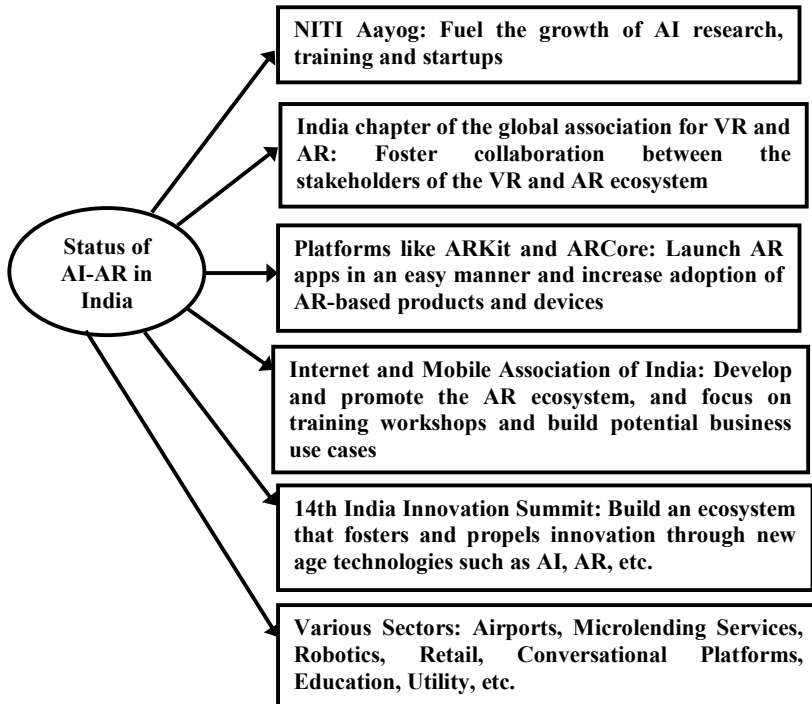 NITI Aayog: Fuel the growth of AI research,
training and startups
India chapter of the global association for VR and
AR: Foster collaboration between the
stakeholders of the VR and AR ecosystem
Status of
AI-AR in
India
Platforms like ARKit and ARCore: Launch AR
apps in an easy manner and increase adoption of
AR-based products and devices
Internet and Mobile Association of India: Develop
and promote the AR ecosystem, and focus on
training workshops and build potential business
use cases
14th India Innovation Summit: Build an ecosystem
that fosters and propels innovation through new
age technologies such as AI, AR, etc.
Various Sectors: Airports, Microlending Services,
Robotics, Retail, Conversational Platforms,
Education, Utility, etc.